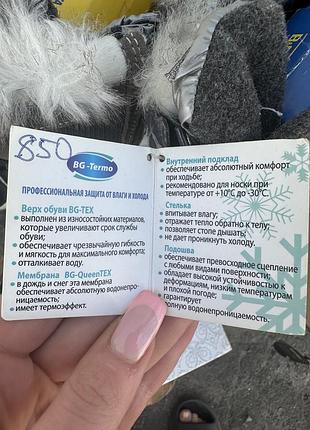 850
BG-Termo
ПРОФЕССИОНАЛЬНАЯ ЗАЩИТА ОТ ВЛАГИ И ХОЛОДА
Верх обуви BG-TEX
• выполнен из износостойких материалов,
которые увеличивают срок службы
обуви;
• обеспечивает чрезвычайную гибкость
и мягкость для максимального комфорта;
• отталкивает воду.
Мембрана BG-QueenTEX
• в дождь и снег эта мембрана
обеспечивает абсолютную водонепро-
ницаемость;
• имеет термоэффект.
Внутренний подклад
• обеспечивает абсолютный комфорт
при ходьбе;
• рекомендовано для носки при
температуре от +10°С до -30°С.
Стелька
• впитывает влагу;
• отражает тепло обратно к телу;
• позволяет стопе дышать;
• не дает проникнуть холоду.
Подошва
• обеспечивает превосходное сцепление
с любыми видами поверхности;
• обладает высокой устойчивостью к
деформациям, низким температурам
и плохой погоде;
• гарантирует
полную водонепроницаемость.